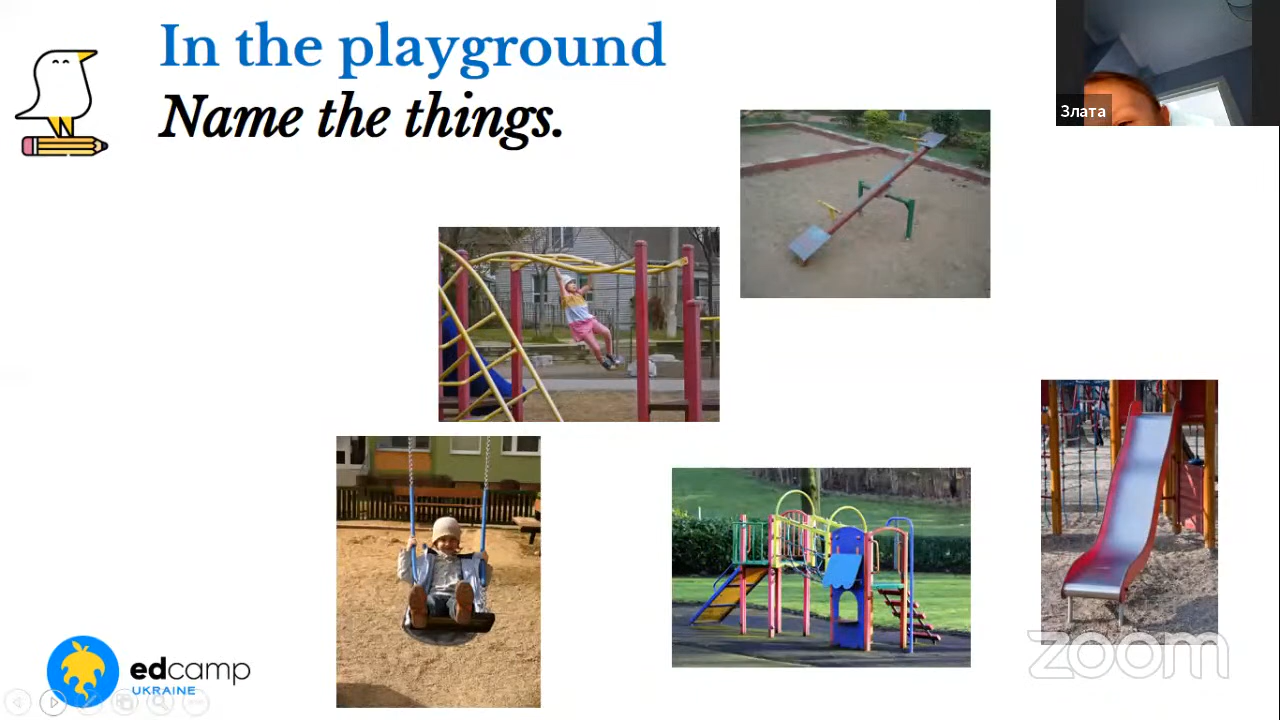 In the playground
Name the things.
Злата
edcamp
UKRAINE
zoom